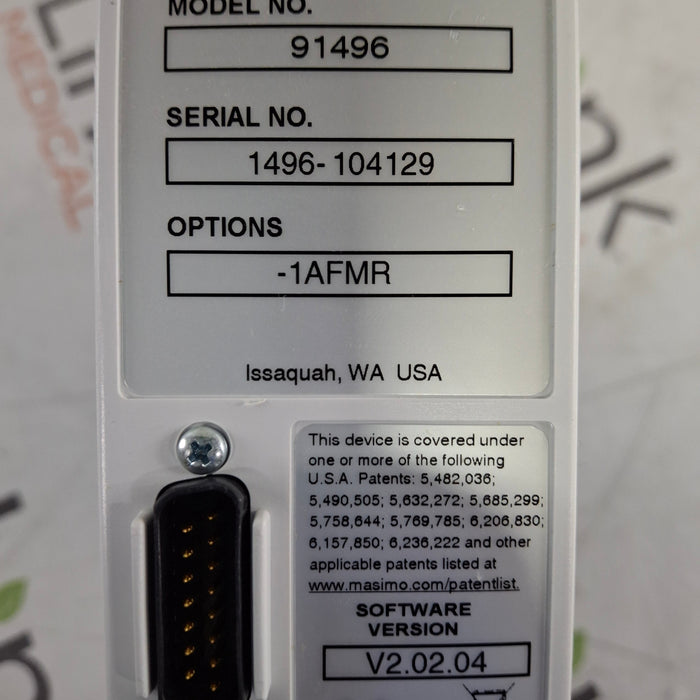 MODEL NO.
91496
SERIAL NO.
1496-104129
OPTIONS
-1AFMR
Issaquah, WA USA
This device is covered under
one or more of the following
U.S.A. Patents: 5,482,036;
5,490,505; 5,632,272; 5,685,299;
5,758,644; 5,769,785; 6,206,830;
6,157,850; 6,236,222 and other
applicable patents listed at
www.masimo.com/patentlist.
SOFTWARE
VERSION
V2.02.04
MEDICAL